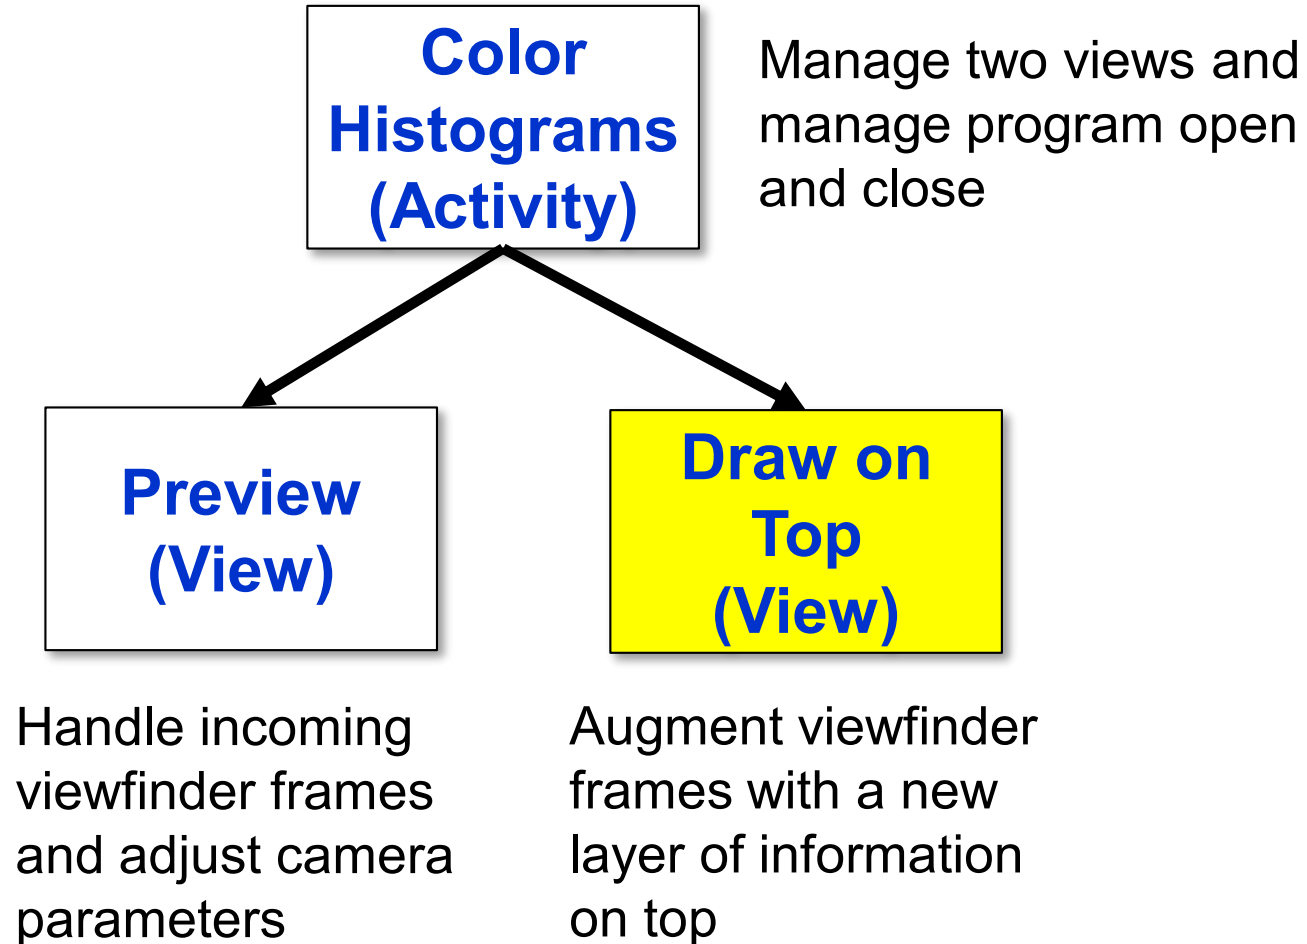 Color
Histograms
(Activity)
Manage two views and
manage program open
and close
Preview
(View)
Draw on
Top
(View)
Handle incoming
viewfinder frames
and adjust camera
parameters
Augment viewfinder
frames with a new
layer of information
on top